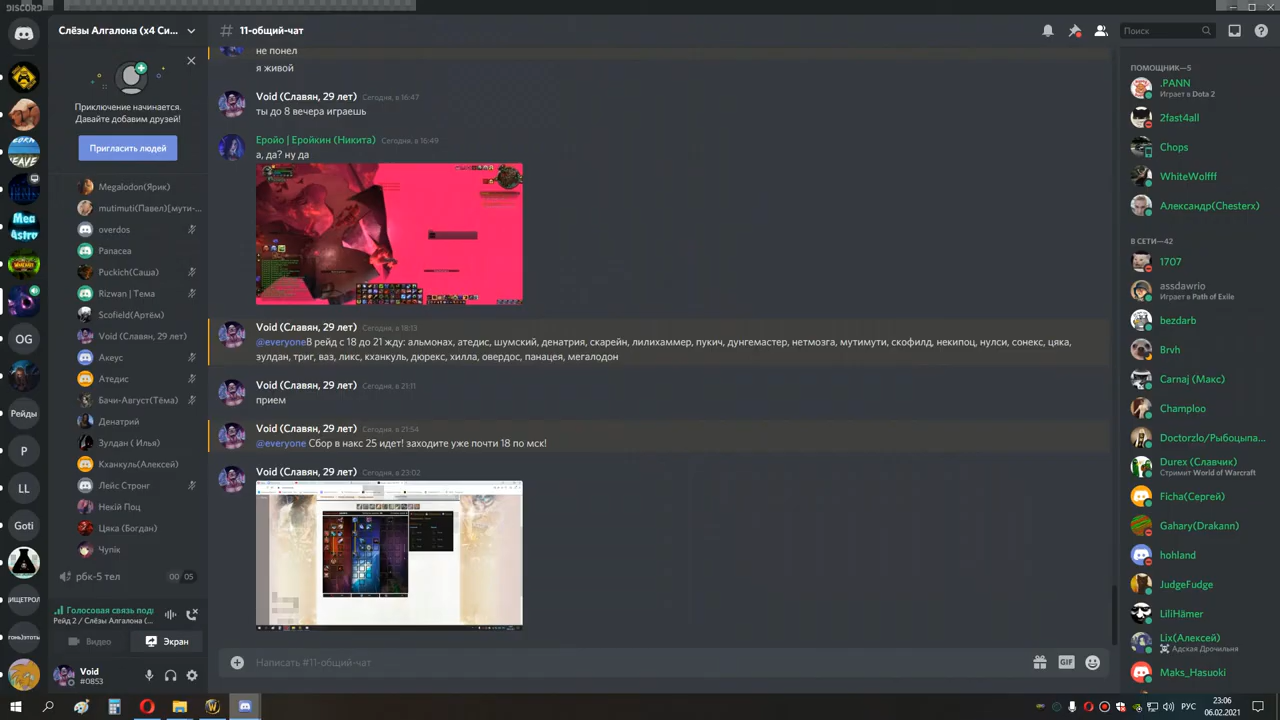 DISCORD
Слёзы Алгалона (x4 Си...
Приключение начинается.
Давайте добавим друзей!
Пригласить людей
Megalodon(Ярик)
mutimuti(Павел)[мути-...
overdos
Panacea
Puckich(Саша)
Rizwan | Тема
Scofield(Артём)
Void (Славян, 29 лет)
Акеус
Атедис
Бачи-Август(Тёма)
Денатрий
Зулдан ( Илья)
Кханкуль(Алексей)
Лейс Стронг
Некій Поц
Цяка (Богдан)
Чупік
рбк-5 тел
00 05
Голосовая связь поді
Рейд 2 / Слёзы Алгалона (...
Видео
Экран
Void
#0853
OG
Рейды
P
LL
Goti
# 11-общий-чат
не понел
я живой
Void (Славян, 29 лет) Сегодня, в 16:47
ты до 8 вечера играешь
Еройо | Еройкин (Никита) Сегодня, в 16:49
а, да? ну да
Void (Славян, 29 лет) Сегодня, в 18:13
@everyoneВ рейд с 18 до 21 жду: альмонах, атедис, шумский, денатрия, скарейн, лилихаммер, пукич, дунгемастер, нетмозга, мутимути, скофилд, некипоц, нулси, сонекс, цяка,
зулдан, триг, ваз, ликс, кханкуль, дюрекс, хилла, овердос, панацея, мегалодон
Void (Славян, 29 лет) Сегодня, в 21:11
прием
Void (Славян, 29 лет) Сегодня, в 21:54
@everyone Сбор в накс 25 идет! заходите уже почти 18 по мск!
Void (Славян, 29 лет) Сегодня, в 23:02
Написать #11-общий-чат
GIF
Поиск
ПОМОЩНИК—5
.PANN
Играет в Dota 2
2fast4all
Chops
WhiteWolfff
Александр(Chesterx)
В СЕТИ—42
1707
assdawrio
Играет в Path of Exile
bezdarb
Brvh
Carnaj (Макс)
Champloo
Doctorzlo/Рыбоцыпа...
Durex (Славчик)
Стримит World of Warcraft
Ficha(Сергей)
Gahary(Drakann)
hohland
JudgeFudge
LiliHämer
Lix(Алексей)
Адская Дрочильня
Maks_Hasuoki
РУС
23:06
06.02.2021